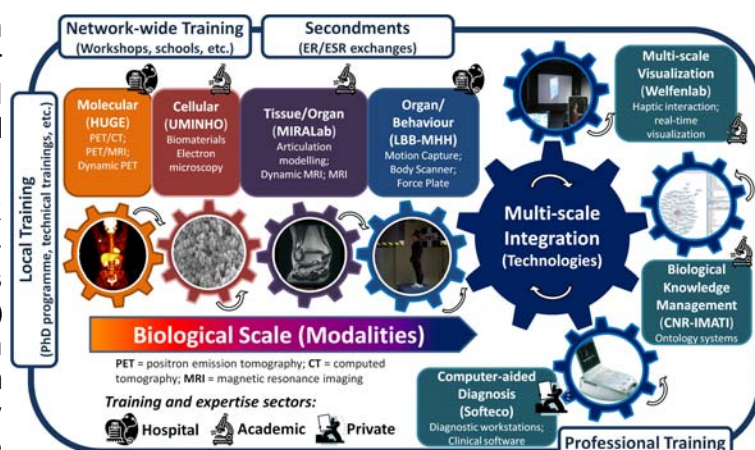 Network-wide Training
(Workshops, schools, etc.)
Secondments
(ER/ESR exchanges)
Local Training
(PhD programme, technical trainings, etc.)
Molecular
(HUGE)
PET/CT;
PET/MRI;
Dynamic PET
Cellular
(UMINHO)
Biomaterials
Electron
microscopy
Tissue/Organ
(MIRALab)
Articulation
modelling;
Dynamic MRI; MRI
Organ/
Behaviour
(LBB-MHH)
Motion Capture;
Body Scanner;
Force Plate
Multi-scale
Visualization
(Welfenlab)
Haptic interaction;
real-time
visualization
Multi-scale
Integration
(Technologies)
Biological
Knowledge
Management
(CNR-IMATI)
Ontology systems
Biological Scale (Modalities)
PET = positron emission tomography; CT = computed
tomography; MRI = magnetic resonance imaging
Training and expertise sectors:
Hospital
Academic
Private
Computer-aided
Diagnosis
(Softeco)
Diagnostic workstations;
Clinical software
Professional Training